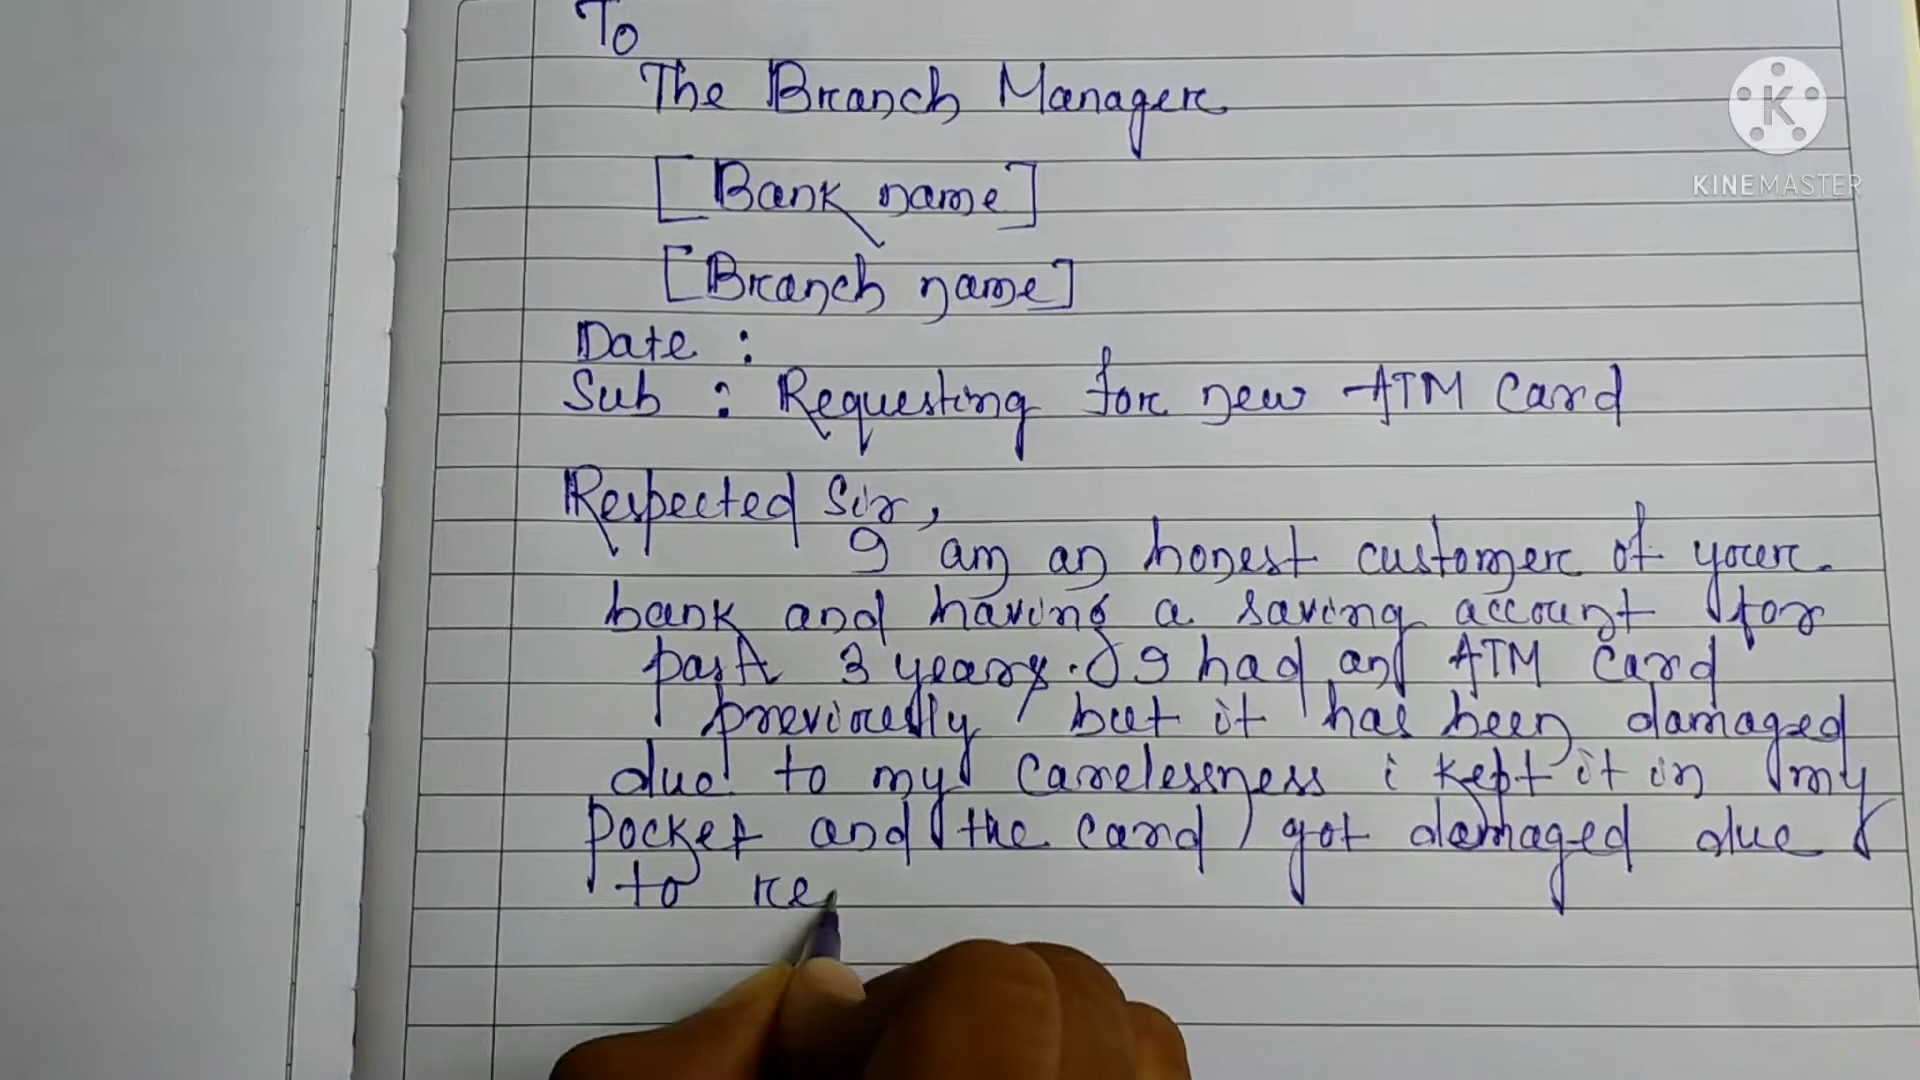 To
The Branch Manager
[Bank name]
[Branch name]
Date :
Sub : Requesting for new ATM Card
Respected Sir,
I am an honest customer of your
bank and having a saving account for
past 3 years. I had an ATM Card
previously but it has been damaged
due to my carelessness i kept it in my
Pocket and the card got damaged due
to re
KINEMASTER